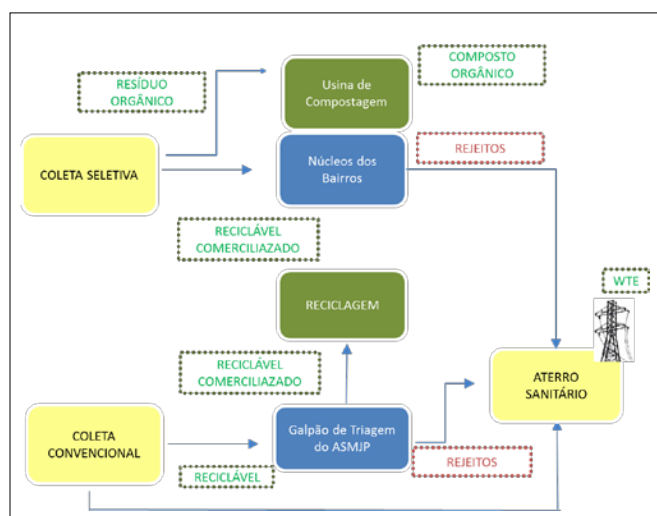 RESÍDUO
ORGÂNICO
Usina de
Compostagem
COMPOSTO
ORGÂNICO
COLETA SELETIVA
Núcleos dos
Bairros
REJEITOS
RECICLÁVEL
COMERCILIAZADO
RECICLAGEM
WTE
RECICLÁVEL
COMERCILIAZADO
ATERRO
SANITÁRIO
COLETA
CONVENCIONAL
Galpão de Triagem
do ASMJP
RECICLÁVEL
REJEITOS